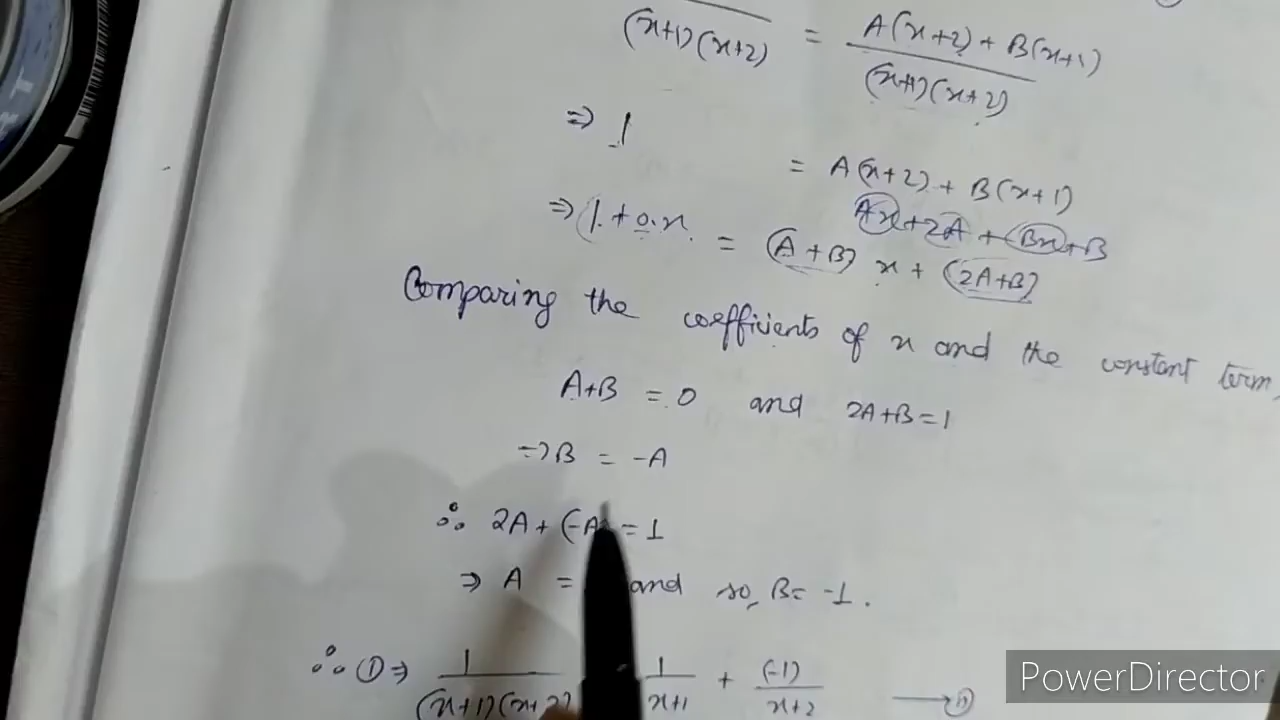 (x+1)(x+2) = A(x+2) + B(x+1) / (x+1)(x+2)
⇒ 1 = A(x+2) + B(x+1)
Ax+2A+Bx+B
⇒ 1 + 0.x = (A+B) x + (2A+B)
Comparing the coefficients of x and the constant term,
A+B = 0 and 2A+B=1
⇒ B = -A
∴ 2A + (-A) = 1
⇒ A = and so, B = -1.
∴ ① ⇒ 1 / (x+1)(x+2) 1 / x+1 + (-1) / x+2 → ⑪
PowerDirector